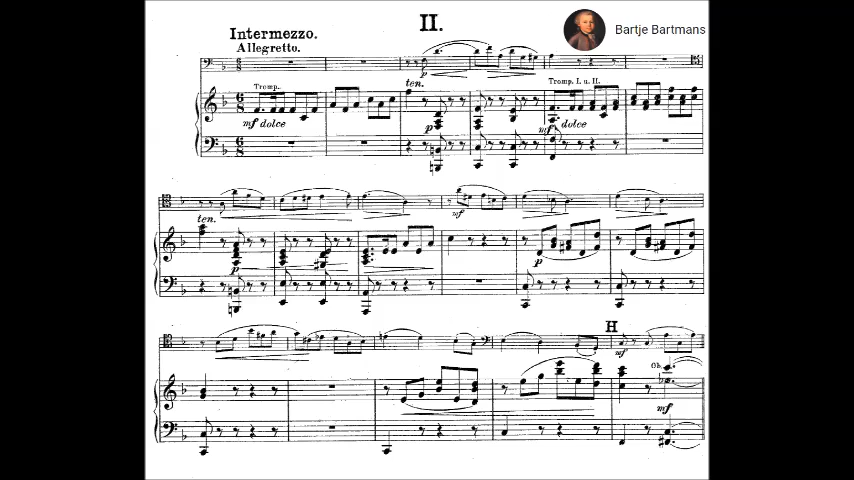 II.
Bartje Bartmans
Intermezzo.
Allegretto.
p
Tromp.
ten.
Tromp. I. u. II.
mf dolce
p
mf dolce
ten.
mf
p
p
H
mf
Ob.
mf